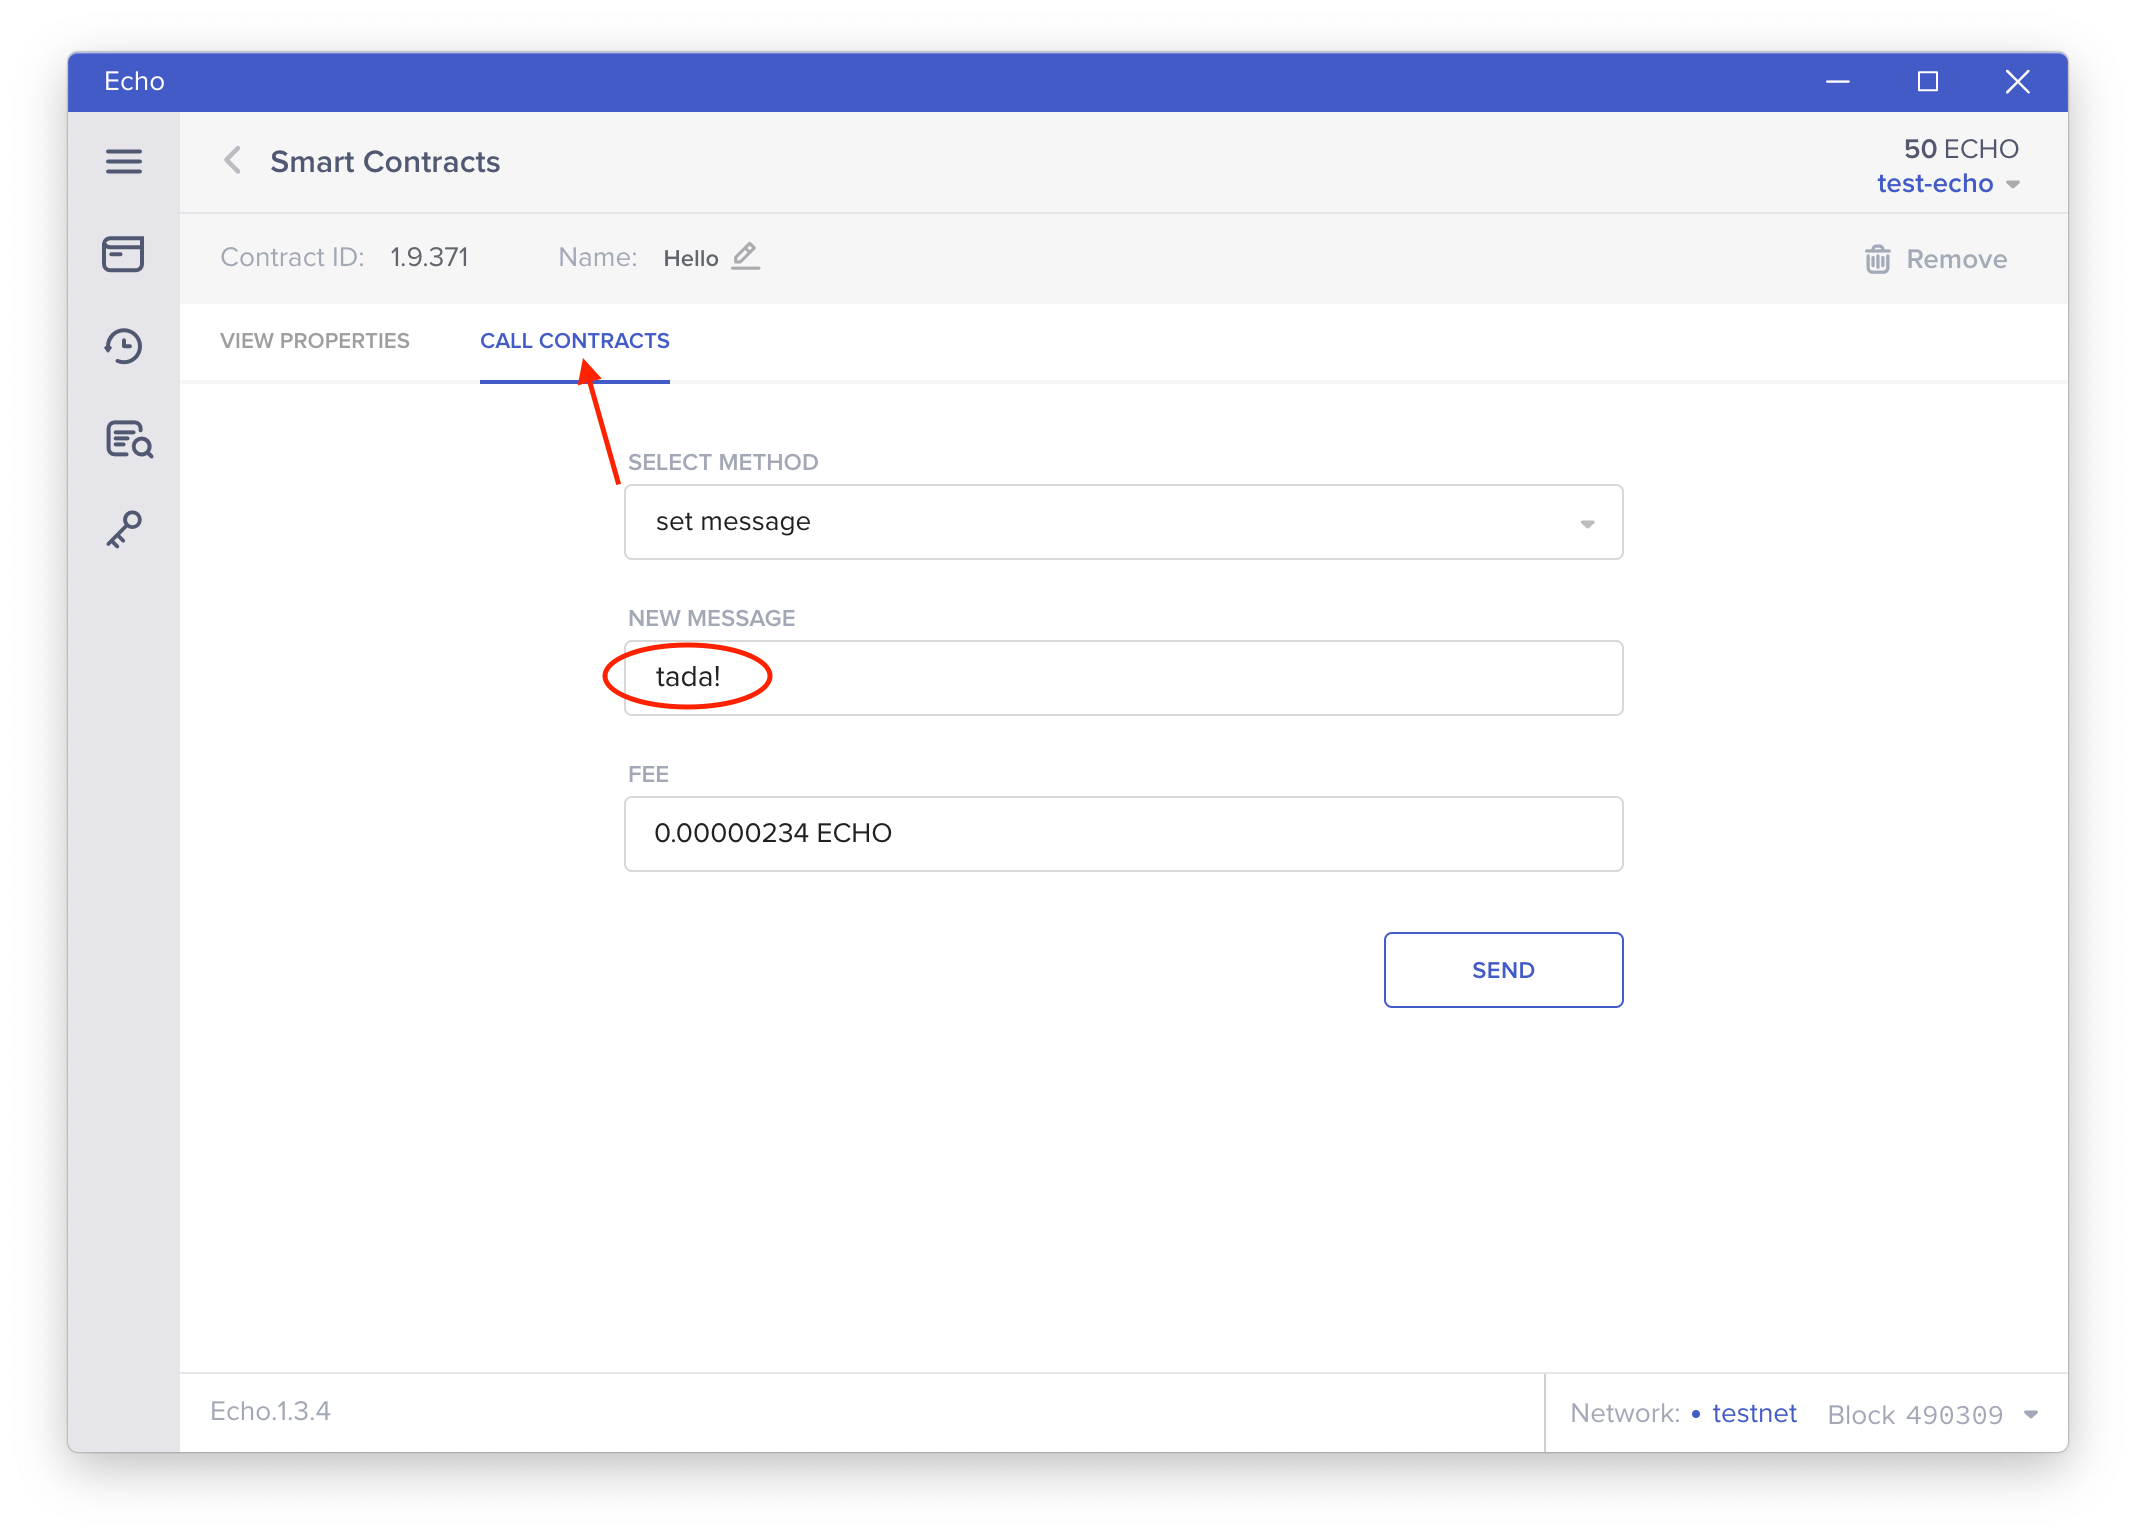 Echo
Smart Contracts
50 ECHO
test-echo
Contract ID: 1.9.371 Name: Hello Remove
VIEW PROPERTIES CALL CONTRACTS
SELECT METHOD
set message
NEW MESSAGE
tada!
FEE
0.00000234 ECHO
SEND
Echo.1.3.4 Network: • testnet Block 490309